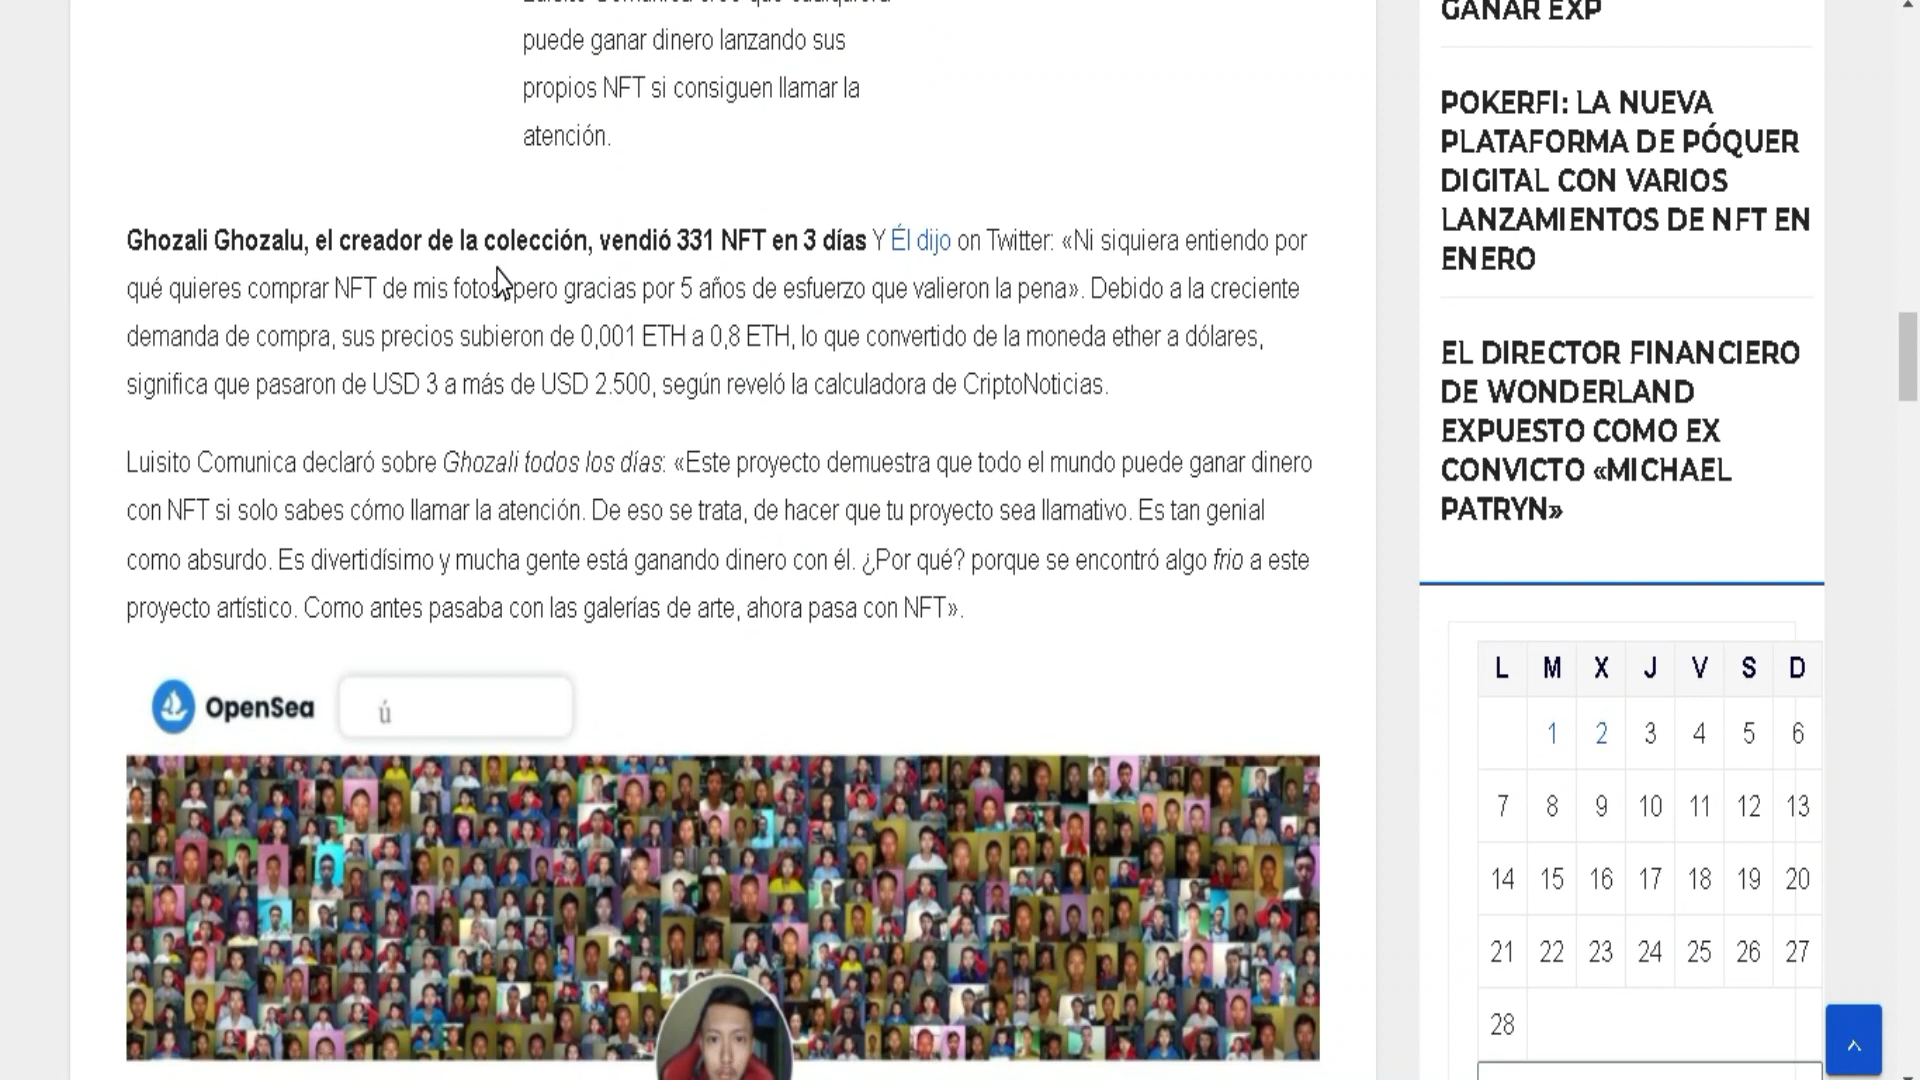 puede ganar dinero lanzando sus
propios NFT si consiguen llamar la
atención.
Ghozali Ghozalu, el creador de la colección, vendió 331 NFT en 3 días Y Él dijo on Twitter: «Ni siquiera entiendo por
qué quieres comprar NFT de mis fotos, pero gracias por 5 años de esfuerzo que valieron la pena». Debido a la creciente
demanda de compra, sus precios subieron de 0,001 ETH a 0,8 ETH, lo que convertido de la moneda ether a dólares,
significa que pasaron de USD 3 a más de USD 2.500, según reveló la calculadora de CriptoNoticias.
Luisito Comunica declaró sobre Ghozali todos los días: «Este proyecto demuestra que todo el mundo puede ganar dinero
con NFT si solo sabes cómo llamar la atención. De eso se trata, de hacer que tu proyecto sea llamativo. Es tan genial
como absurdo. Es divertidísimo y mucha gente está ganando dinero con él. ¿Por qué? porque se encontró algo frio a este
proyecto artístico. Como antes pasaba con las galerías de arte, ahora pasa con NFT».
OpenSea
ú
GANAR EXP
POKERFI: LA NUEVA
PLATAFORMA DE PÓQUER
DIGITAL CON VARIOS
LANZAMIENTOS DE NFT EN
ENERO
EL DIRECTOR FINANCIERO
DE WONDERLAND
EXPUESTO COMO EX
CONVICTO «MICHAEL
PATRYN»
L M X J V S D
1 2 3 4 5 6
7 8 9 10 11 12 13
14 15 16 17 18 19 20
21 22 23 24 25 26 27
28